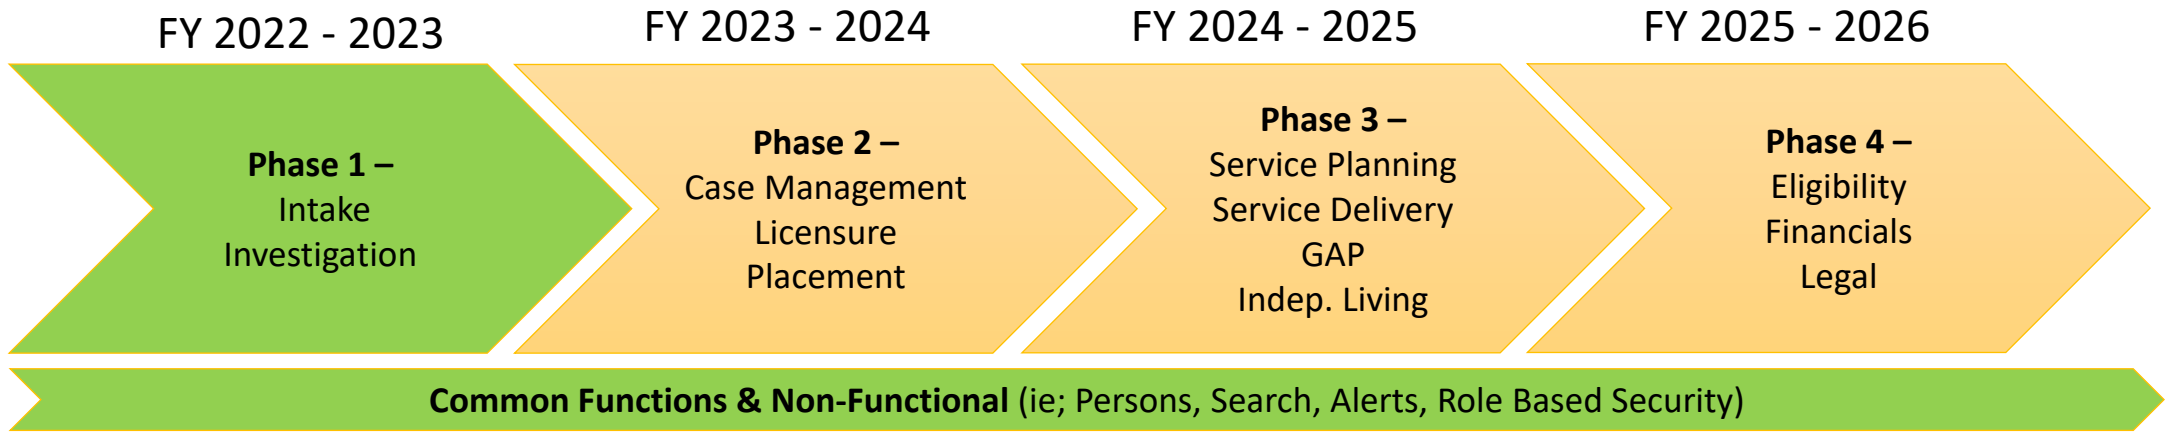 FY 2022 - 2023
FY 2023 - 2024
FY 2024 - 2025
FY 2025 - 2026
Phase 1 –
Intake
Investigation
Phase 2 –
Case Management
Licensure
Placement
Phase 3 –
Service Planning
Service Delivery
GAP
Indep. Living
Phase 4 –
Eligibility
Financials
Legal
Common Functions & Non-Functional (ie; Persons, Search, Alerts, Role Based Security)